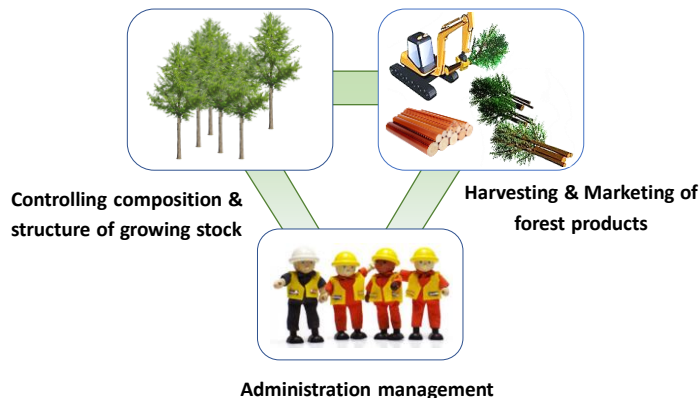 Controlling composition &
structure of growing stock
Harvesting & Marketing of
forest products
Administration management